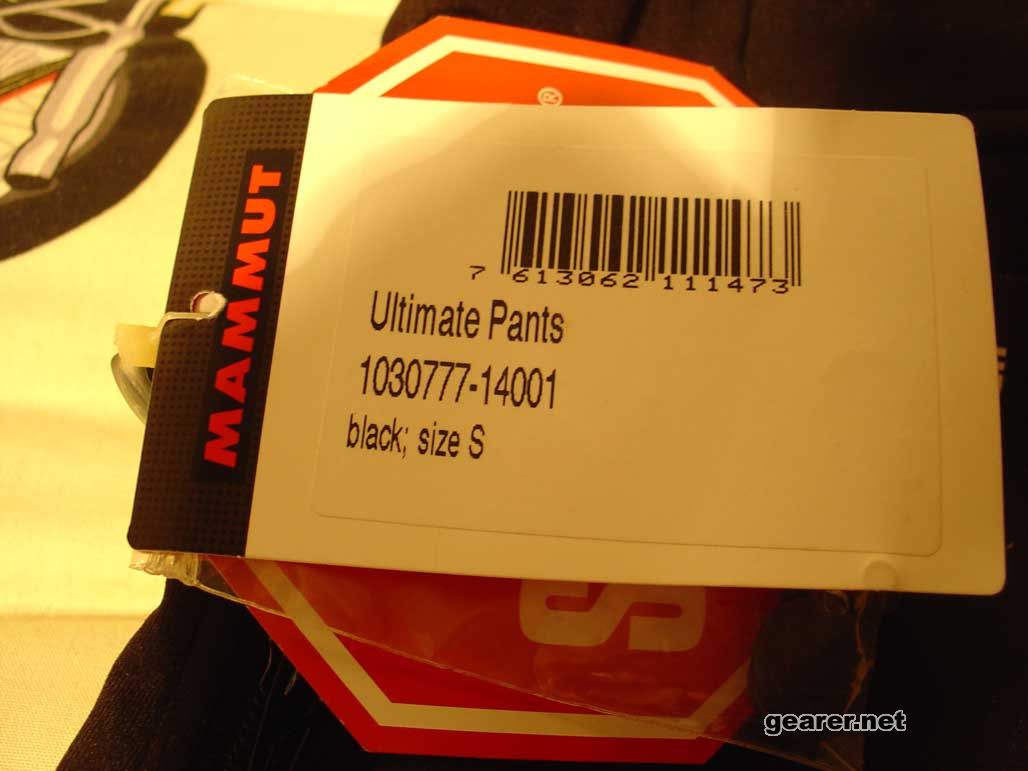 ®
MAMMUT
7 613062 111473
Ultimate Pants
1030777-14001
black; size S
S
gearer.net